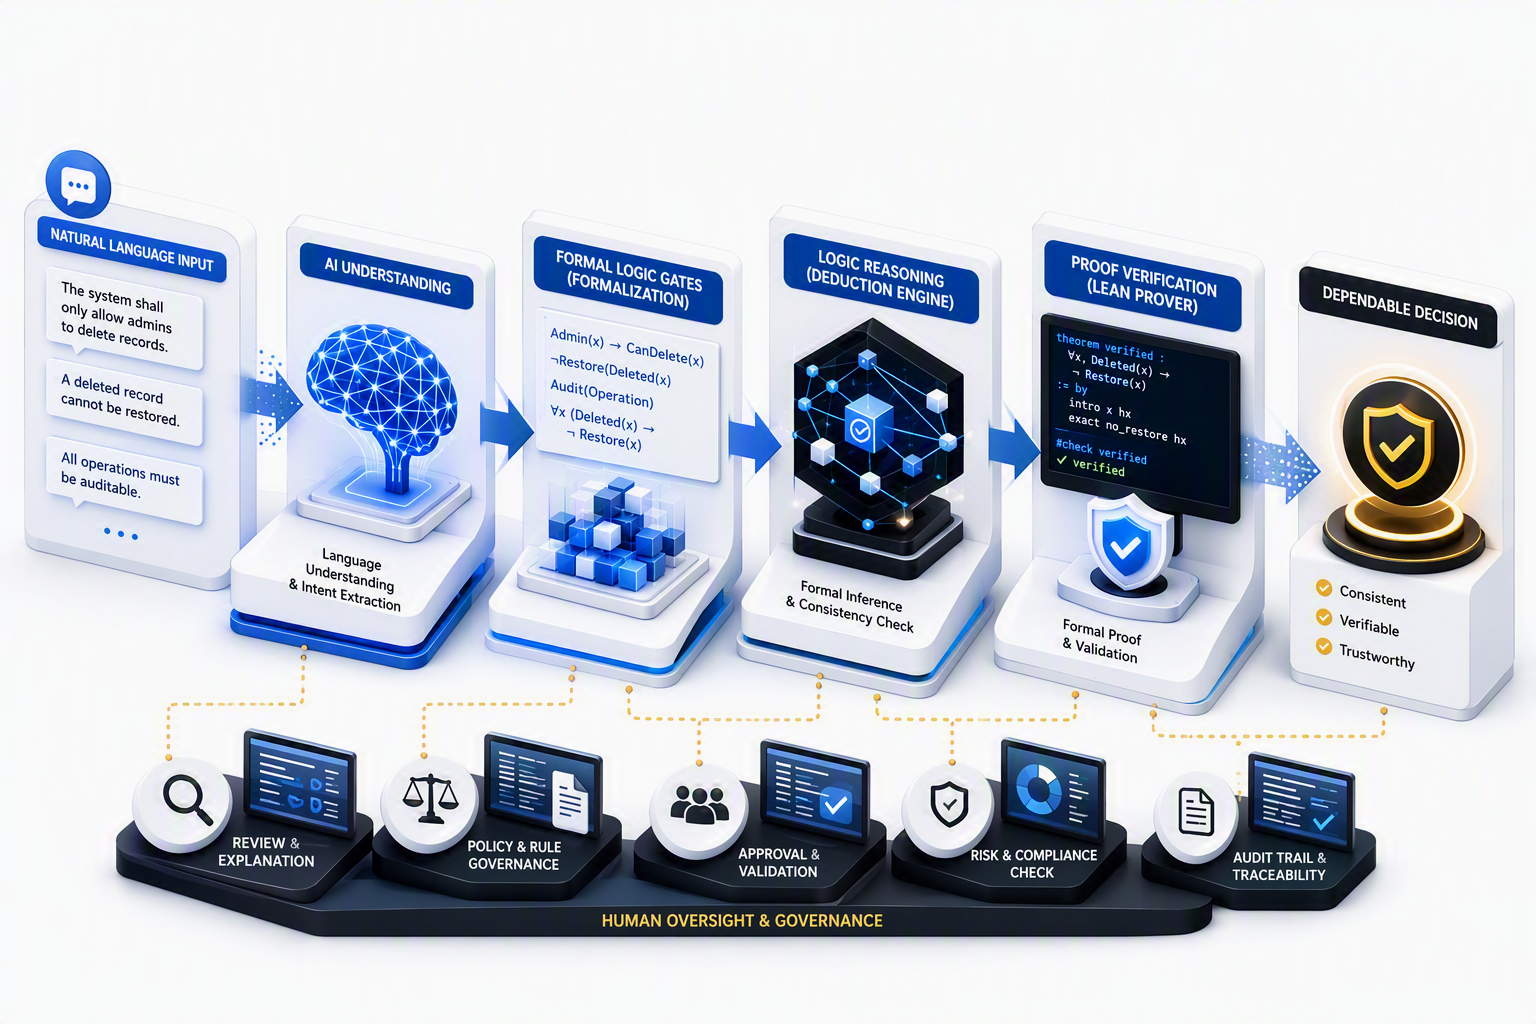 NATURAL LANGUAGE INPUT
The system shall
only allow admins
to delete records.
A deleted record
cannot be restored.
All operations must
be auditable.
AI UNDERSTANDING
Language
Understanding
& Intent Extraction
FORMAL LOGIC GATES
(FORMALIZATION)
Admin(x) → CanDelete(x)
¬Restore(Deleted(x)
Audit(Operation)
∀x (Deleted(x) →
¬ Restore(x)
LOGIC REASONING
(DEDUCTION ENGINE)
Formal Inference
& Consistency Check
PROOF VERIFICATION
(LEAN PROVER)
theorem verified :
∀x, Deleted(x) →
¬ Restore(x)
:= by
intro x hx
exact no_restore hx
#check verified
✓ verified
Formal Proof
& Validation
DEPENDABLE DECISION
Consistent
Verifiable
Trustworthy
REVIEW &
EXPLANATION
POLICY & RULE
GOVERNANCE
APPROVAL &
VALIDATION
RISK & COMPLIANCE
CHECK
AUDIT TRAIL &
TRACEABILITY
HUMAN OVERSIGHT & GOVERNANCE